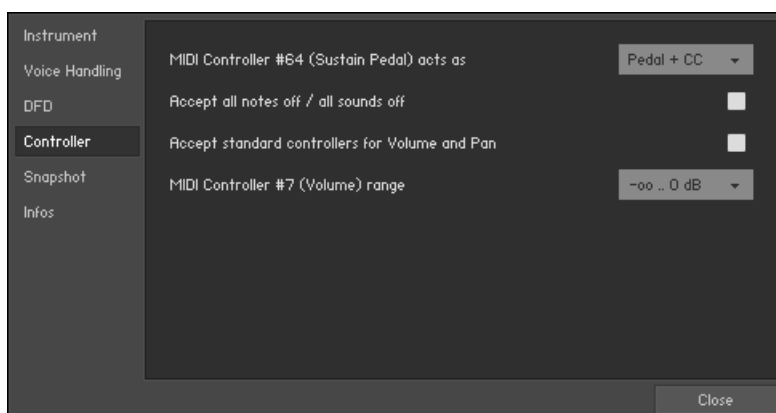 Instrument
Voice Handling
DFD
Controller
Snapshot
Infos
MIDI Controller #64 (Sustain Pedal) acts as Pedal + CC
Accept all notes off / all sounds off
Accept standard controllers for Volume and Pan
MIDI Controller #7 (Volume) range -oo .. 0 dB
Close